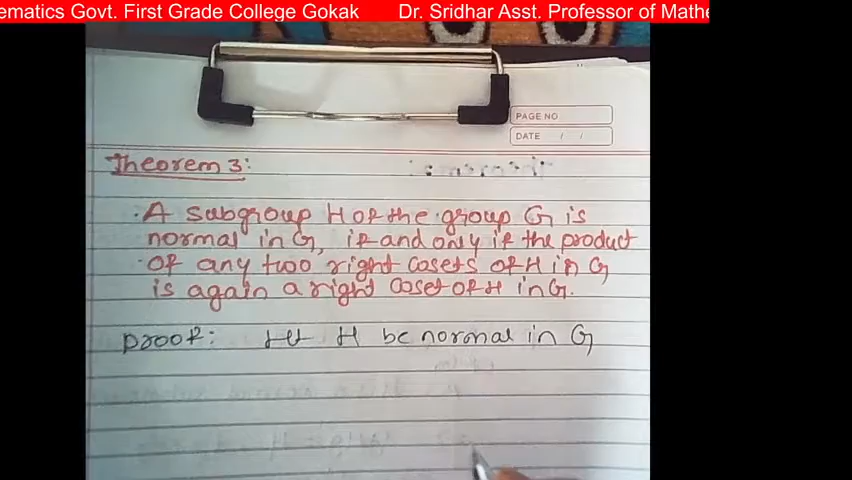 ematics Govt. First Grade College Gokak Dr. Sridhar Asst. Professor of Mathe
PAGE NO
DATE / /
Theorem 3:
A subgroup H of the group G is
normal in G, if and only if the product
of any two right cosets of H in G
is again a right coset of H in G.
Proof: Let H be normal in G